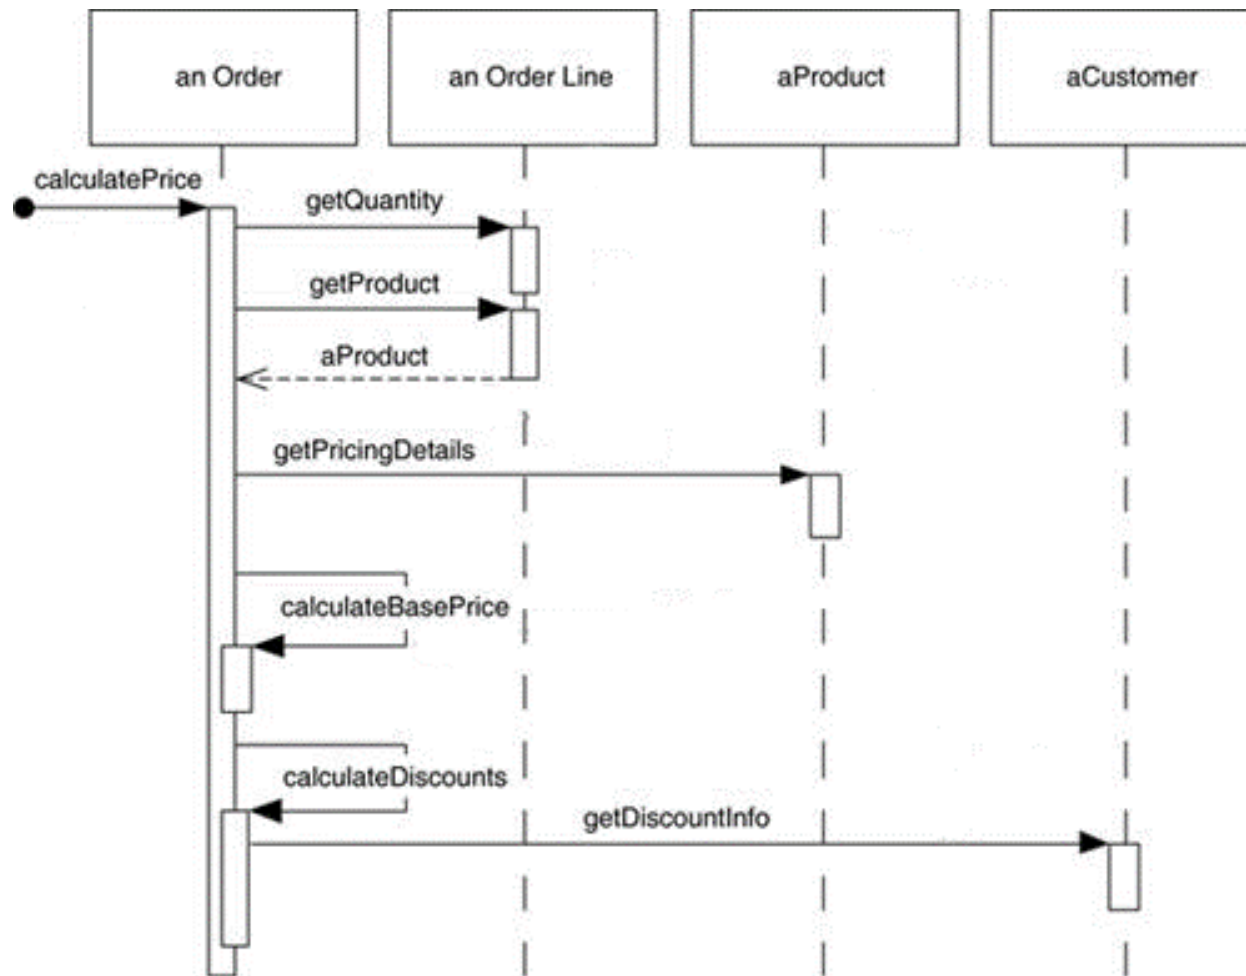 an Order
an Order Line
aProduct
aCustomer
calculatePrice
getQuantity
getProduct
aProduct
getPricingDetails
calculateBasePrice
calculateDiscounts
getDiscountInfo